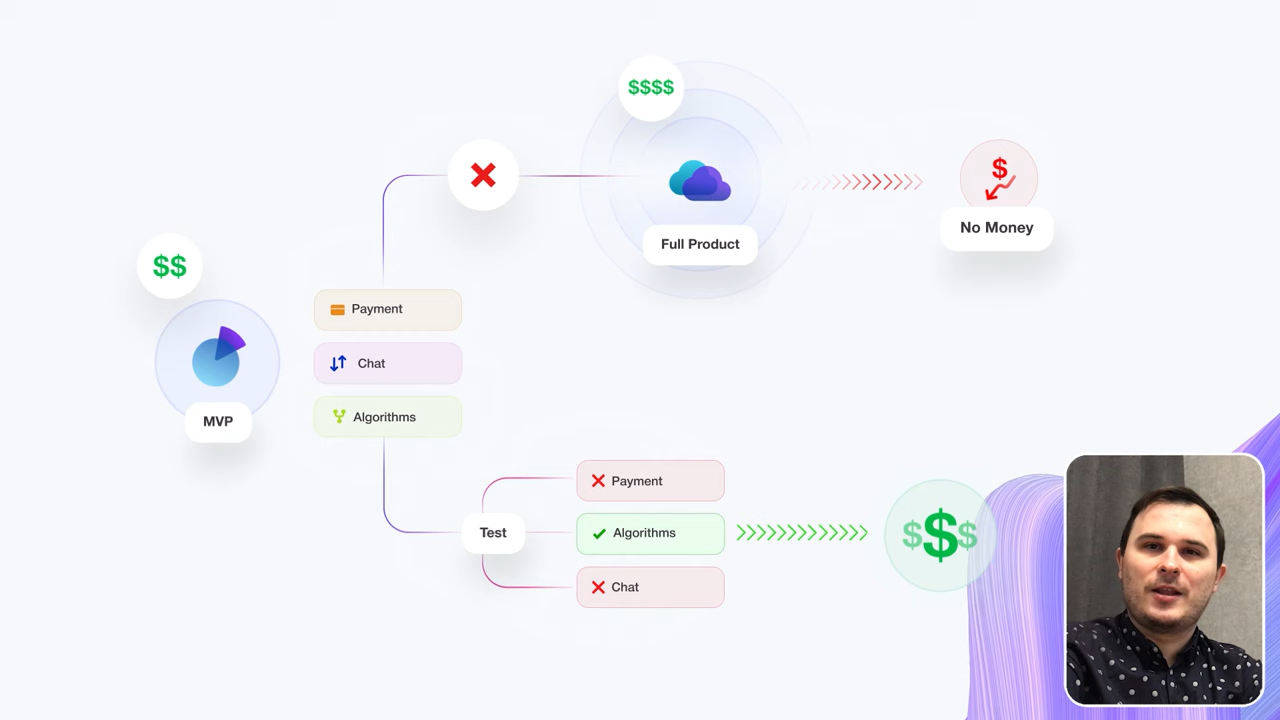 $$$$
Full Product
$
No Money
$$
MVP
Payment
Chat
Algorithms
Test
Payment
Algorithms
Chat
$$$